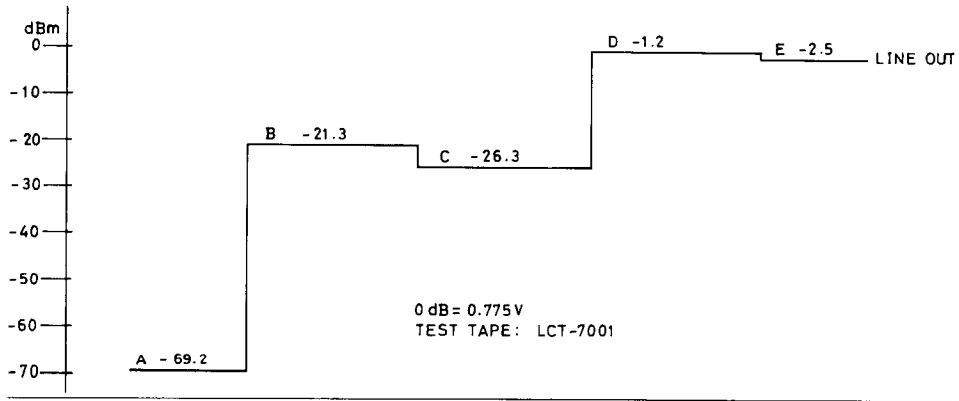 dBm
0
D -1.2
E -2.5
LINE OUT
-10
-20
B -21.3
C -26.3
-30
-40
-50
0 dB = 0.775V
TEST TAPE: LCT-7001
-60
A -69.2
-70